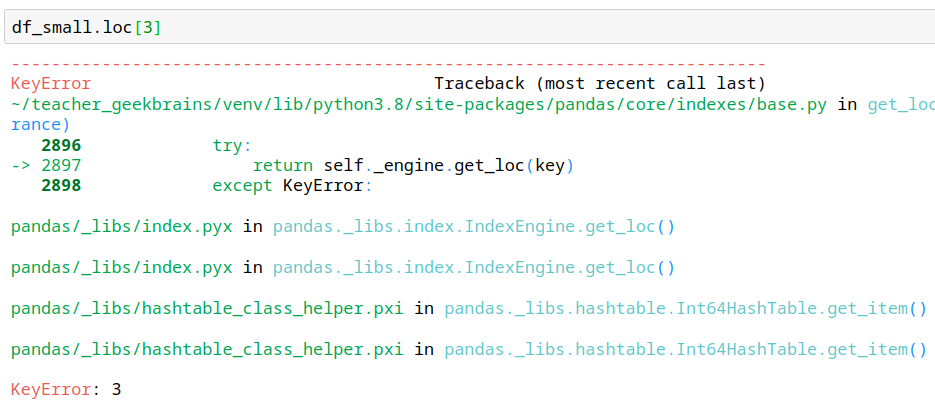 df_small.loc[3]
---------------------------------------------------------------------------
KeyError                                  Traceback (most recent call last)
~/teacher_geekbrains/venv/lib/python3.8/site-packages/pandas/core/indexes/base.py in get_loc
rance)
   2896             try:
-> 2897                 return self._engine.get_loc(key)
   2898             except KeyError:
pandas/_libs/index.pyx in pandas._libs.index.IndexEngine.get_loc()
pandas/_libs/index.pyx in pandas._libs.index.IndexEngine.get_loc()
pandas/_libs/hashtable_class_helper.pxi in pandas._libs.hashtable.Int64HashTable.get_item()
pandas/_libs/hashtable_class_helper.pxi in pandas._libs.hashtable.Int64HashTable.get_item()
KeyError: 3